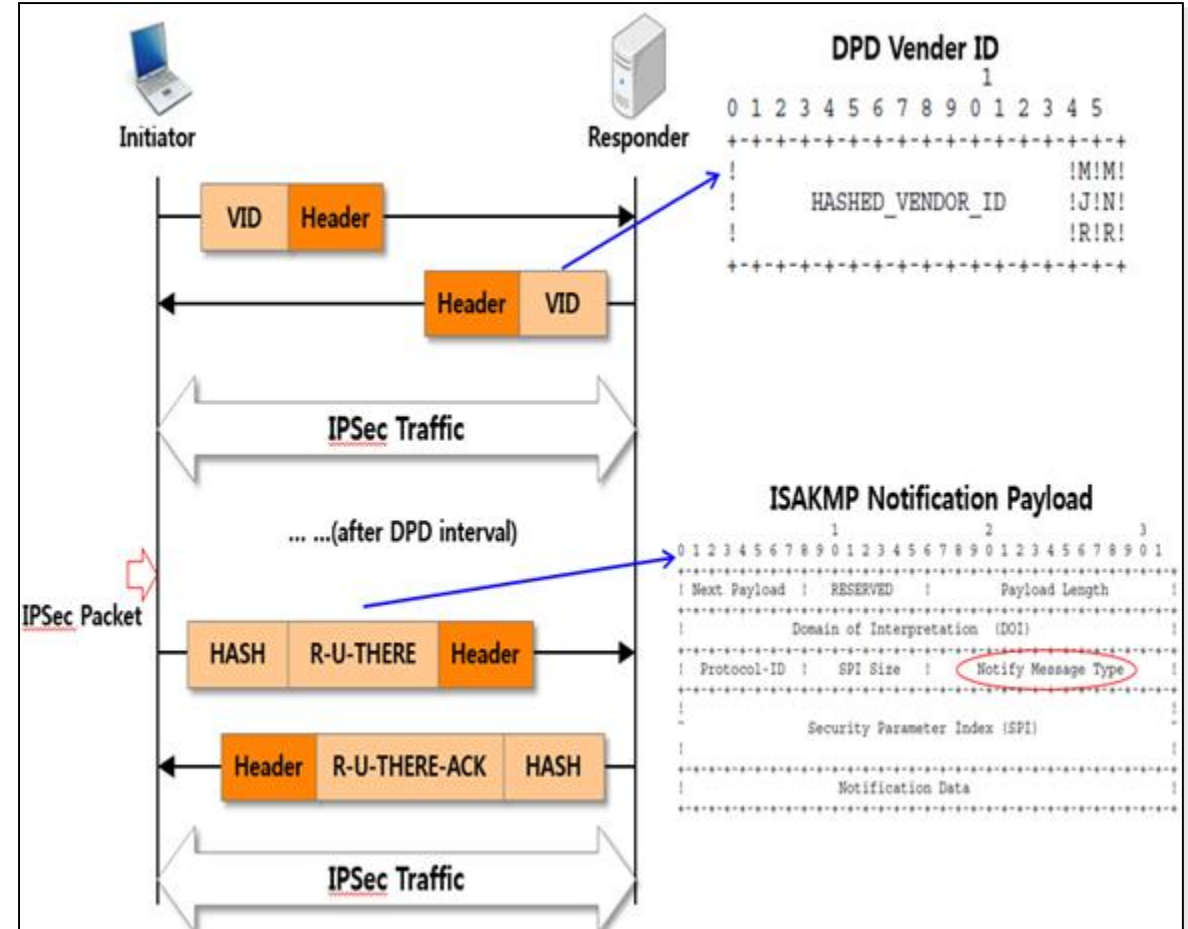 Initiator
Responder
VID Header
Header VID
IPSec Traffic
... ...(after DPD interval)
IPSec Packet
HASH R-U-THERE Header
Header R-U-THERE-ACK HASH
IPSec Traffic
DPD Vender ID
1
0 1 2 3 4 5 6 7 8 9 0 1 2 3 4 5
+-+-+-+-+-+-+-+-+-+-+-+-+-+-+-+-+
! !M!M!
! HASHED_VENDOR_ID !J!N!
! !R!R!
+-+-+-+-+-+-+-+-+-+-+-+-+-+-+-+-+
ISAKMP Notification Payload
1 2 3
0 1 2 3 4 5 6 7 8 9 0 1 2 3 4 5 6 7 8 9 0 1 2 3 4 5 6 7 8 9 0 1
+-+-+-+-+-+-+-+-+-+-+-+-+-+-+-+-+-+-+-+-+-+-+-+-+-+-+-+-+-+-+-+-+
! Next Payload ! RESERVED ! Payload Length !
+-+-+-+-+-+-+-+-+-+-+-+-+-+-+-+-+-+-+-+-+-+-+-+-+-+-+-+-+-+-+-+-+
! Domain of Interpretation (DOI) !
+-+-+-+-+-+-+-+-+-+-+-+-+-+-+-+-+-+-+-+-+-+-+-+-+-+-+-+-+-+-+-+-+
! Protocol-ID ! SPI Size ! Notify Message Type !
+-+-+-+-+-+-+-+-+-+-+-+-+-+-+-+-+-+-+-+-+-+-+-+-+-+-+-+-+-+-+-+-+
! !
~ Security Parameter Index (SPI) ~
! !
+-+-+-+-+-+-+-+-+-+-+-+-+-+-+-+-+-+-+-+-+-+-+-+-+-+-+-+-+-+-+-+-+
! Notification Data !
+-+-+-+-+-+-+-+-+-+-+-+-+-+-+-+-+-+-+-+-+-+-+-+-+-+-+-+-+-+-+-+-+